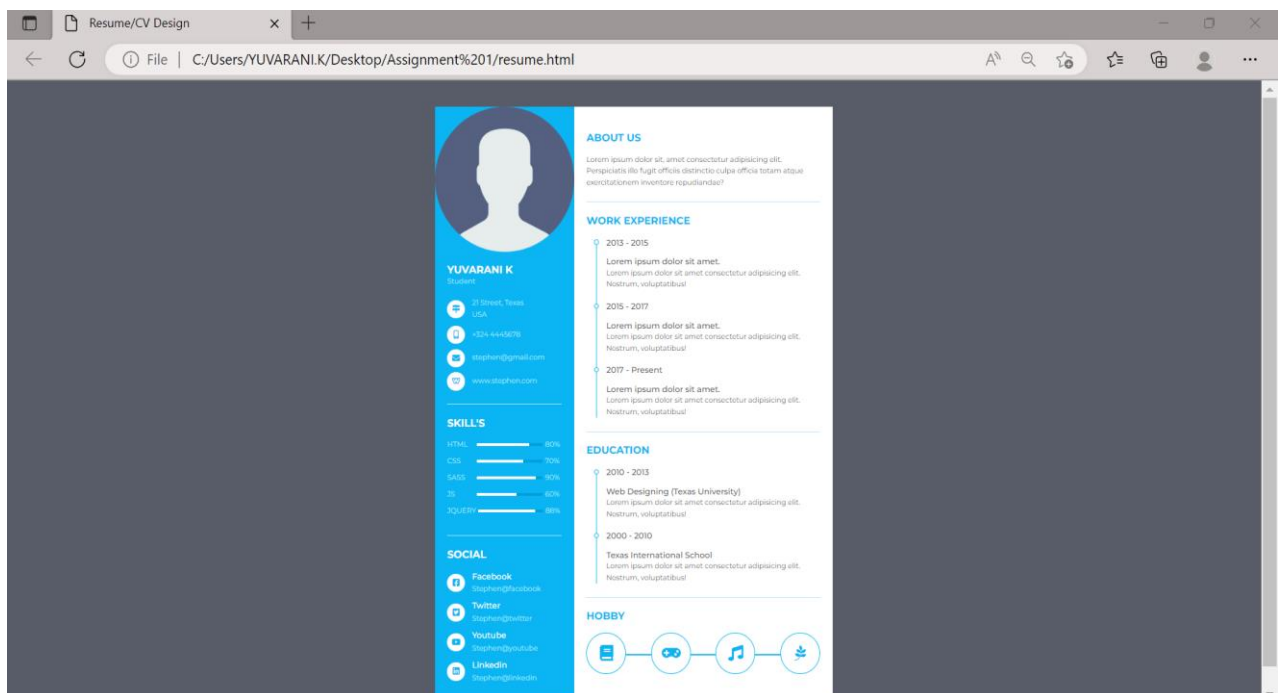 Resume/CV Design
File | C:/Users/YUVARANI.K/Desktop/Assignment%201/resume.html
YUVARANI K
Student
21 Street, Texas
USA
+324 4445678
stephen@gmail.com
www.stephen.com
SKILL'S
HTML 80%
CSS 70%
SASS 90%
JS 60%
JQUERY 88%
SOCIAL
Facebook
Stephen@facebook
Twitter
Stephen@twitter
Youtube
Stephen@youtube
Linkedin
Stephen@linkedin
ABOUT US
Lorem ipsum dolor sit, amet consectetur adipisicing elit.
Perspiciatis illo fugit officiis distinctio culpa officia totam atque
exercitationem inventore repudiandae?
WORK EXPERIENCE
2013 - 2015
Lorem ipsum dolor sit amet.
Lorem ipsum dolor sit amet consectetur adipisicing elit.
Nostrum, voluptatibus!
2015 - 2017
Lorem ipsum dolor sit amet.
Lorem ipsum dolor sit amet consectetur adipisicing elit.
Nostrum, voluptatibus!
2017 - Present
Lorem ipsum dolor sit amet.
Lorem ipsum dolor sit amet consectetur adipisicing elit.
Nostrum, voluptatibus!
EDUCATION
2010 - 2013
Web Designing (Texas University)
Lorem ipsum dolor sit amet consectetur adipisicing elit.
Nostrum, voluptatibus!
2000 - 2010
Texas International School
Lorem ipsum dolor sit amet consectetur adipisicing elit.
Nostrum, voluptatibus!
HOBBY